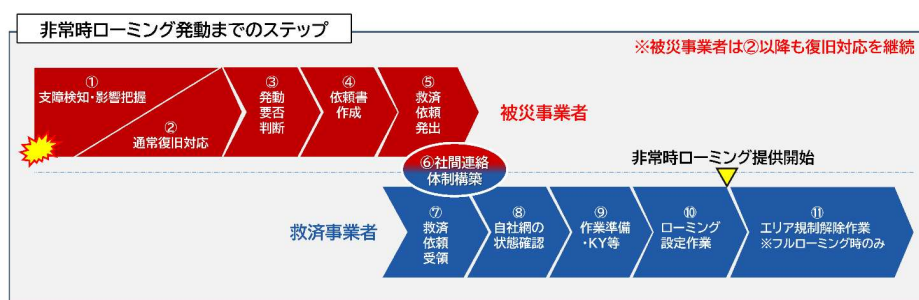 非常時ローミング発動までのステップ
※被災事業者は②以降も復旧対応を継続
①
支障検知・影響把握
②
通常復旧対応
③
発動
要否
判断
④
依頼書
作成
⑤
救済
依頼
発出
被災事業者
⑥社間連絡
体制構築
非常時ローミング提供開始
救済事業者
⑦
救済
依頼
受領
⑧
自社網の
状態確認
⑨
作業準備
・KY等
⑩
ローミング
設定作業
⑪
エリア規制解除作業
※フルローミング時のみ